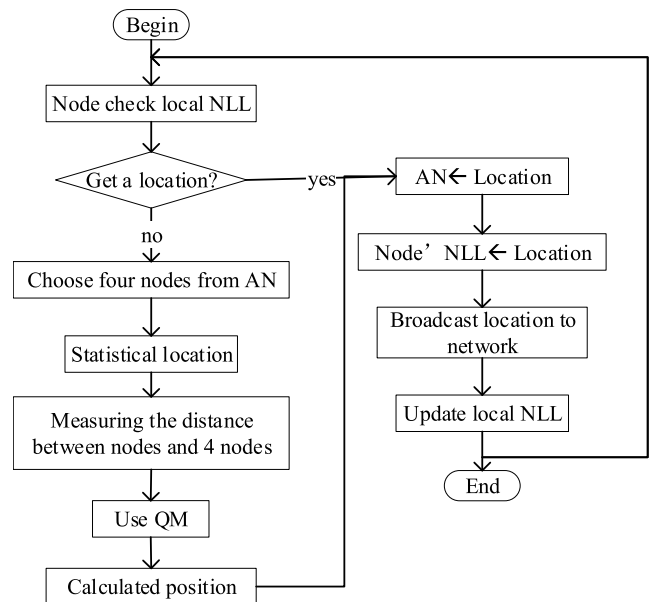 Begin
Node check local NLL
Get a location?
yes
no
Choose four nodes from AN
Statistical location
Measuring the distance
between nodes and 4 nodes
Use QM
Calculated position
AN← Location
Node’ NLL← Location
Broadcast location to
network
Update local NLL
End